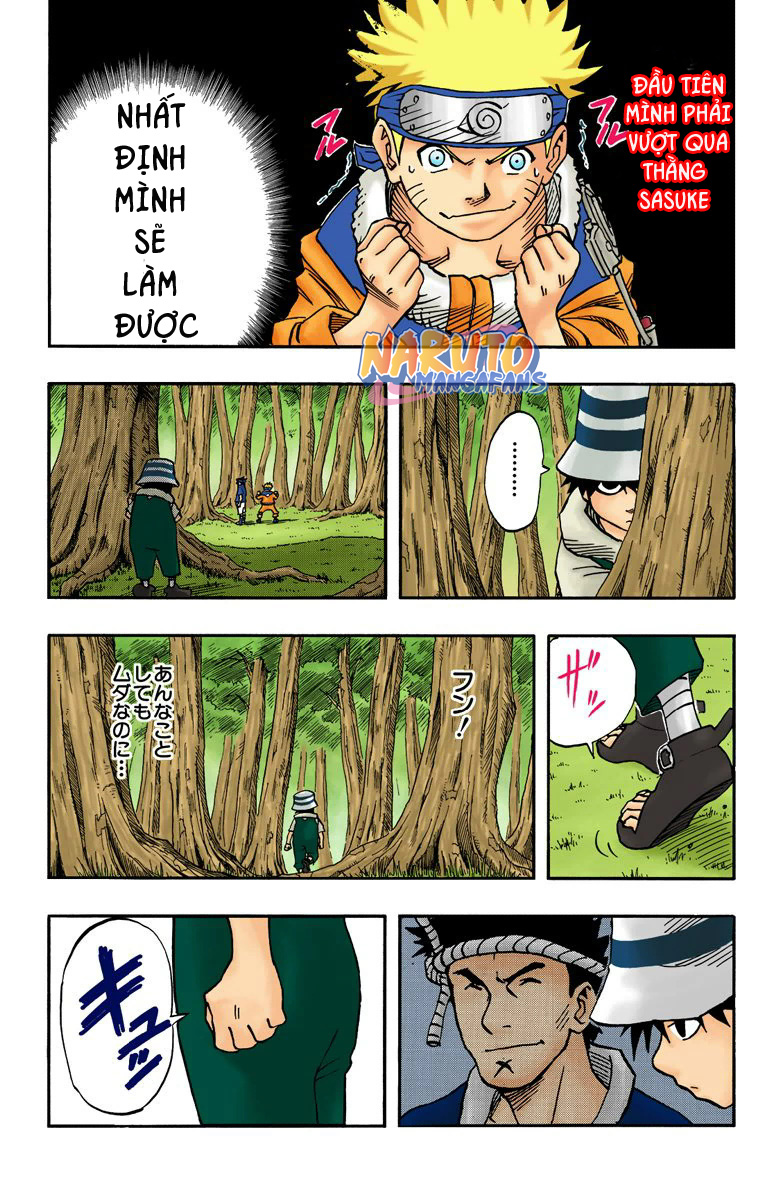 ĐẦU TIÊN
MÌNH PHẢI
VƯỢT QUA
THẰNG
SASUKE
NHẤT
ĐỊNH
MÌNH
SẼ
LÀM
ĐƯỢC
NARUTO
MANGAFANS
………
ザッ
フン！
あんなこと
しても
ムダなのに…
ギュッ